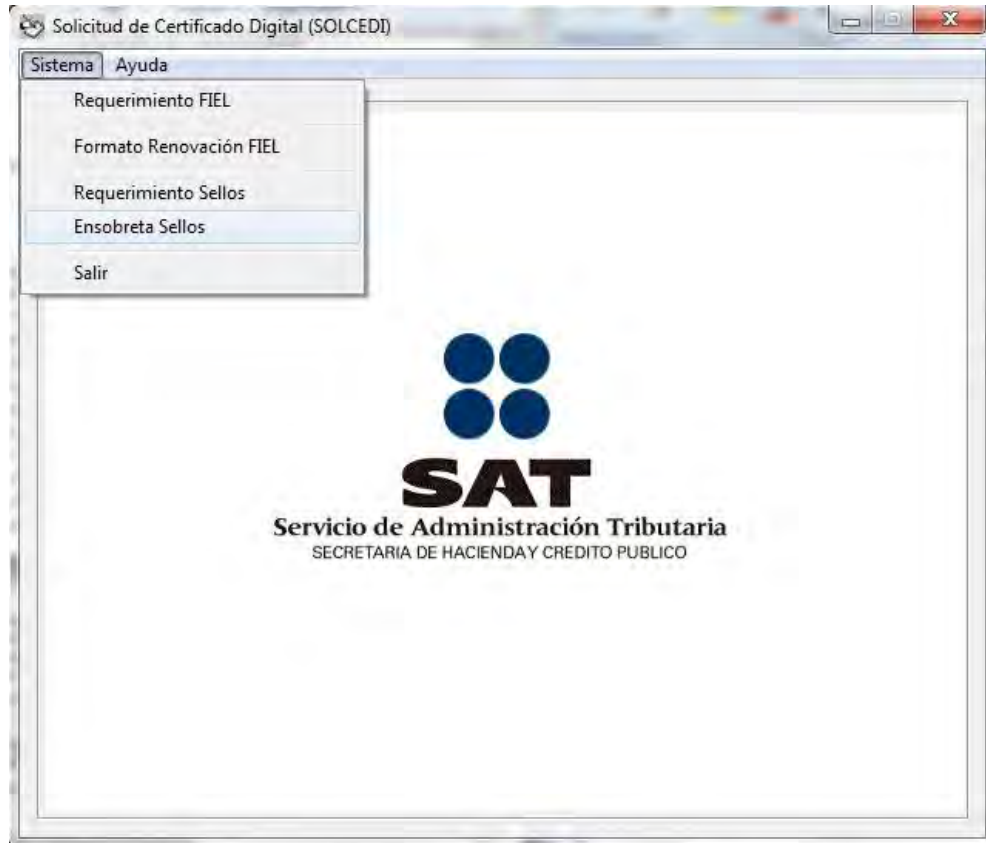 Solicitud de Certificado Digital (SOLCEDI)
Sistema Ayuda
Requerimiento FIEL
Formato Renovación FIEL
Requerimiento Sellos
Ensobreta Sellos
Salir
SAT
Servicio de Administración Tributaria
SECRETARIA DE HACIENDA Y CREDITO PUBLICO